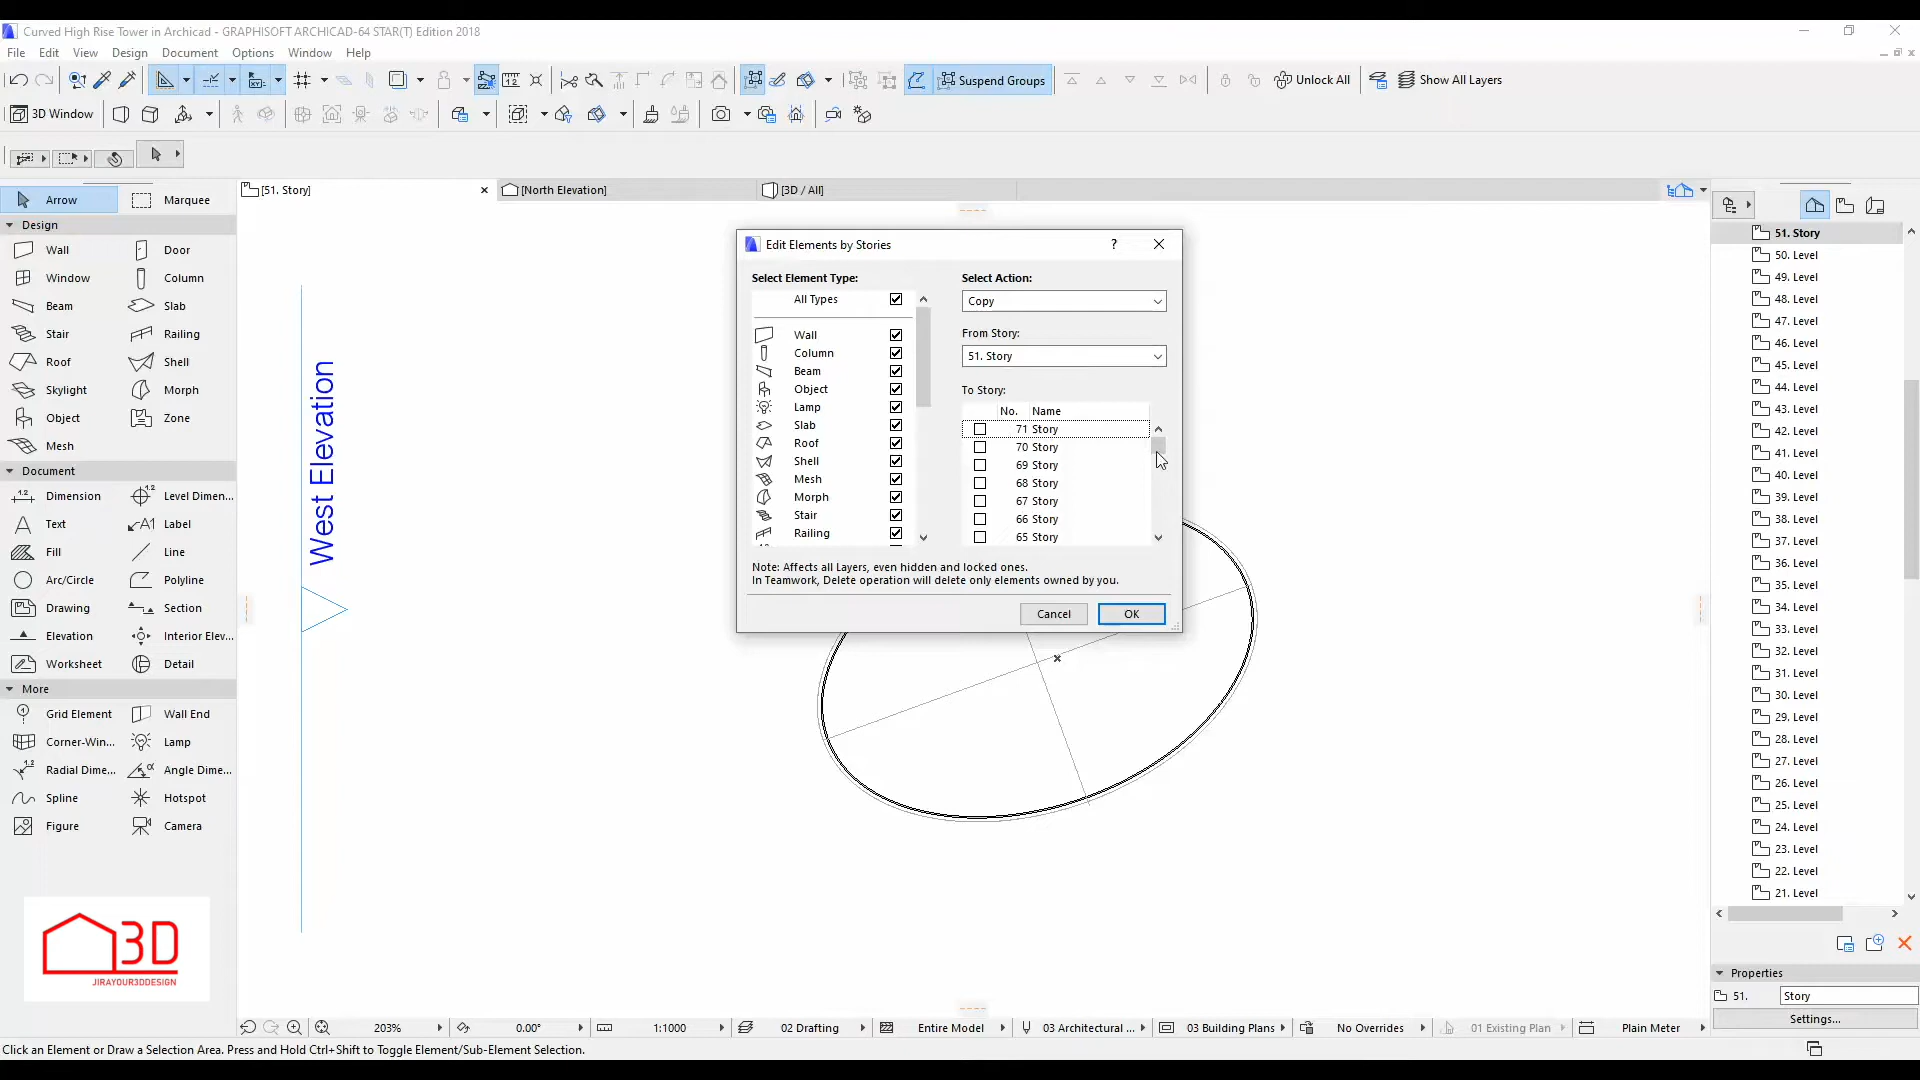 Curved High Rise Tower in Archicad - GRAPHISOFT ARCHICAD-64 STAR(T) Edition 2018
File Edit View Design Document Options Window Help
Suspend Groups
Unlock All
Show All Layers
3D Window
[51. Story]
[North Elevation]
[3D / All]
Arrow
Marquee
Design
Wall
Door
Window
Column
Beam
Slab
Stair
Railing
Roof
Shell
Skylight
Morph
Object
Zone
Mesh
Document
Dimension
Level Dimen...
Text
Label
Fill
Line
Arc/Circle
Polyline
Drawing
Section
Elevation
Interior Elev...
Worksheet
Detail
More
Grid Element
Wall End
Corner-Win...
Lamp
Radial Dime...
Angle Dime...
Spline
Hotspot
Figure
Camera
3D
JIRAYOUR3DDESIGN
West Elevation
Edit Elements by Stories
?
Select Element Type:
All Types
Wall
Column
Beam
Object
Lamp
Slab
Roof
Shell
Mesh
Morph
Stair
Railing
Select Action:
Copy
From Story:
51. Story
To Story:
No. Name
71 Story
70 Story
69 Story
68 Story
67 Story
66 Story
65 Story
Note: Affects all Layers, even hidden and locked ones.
In Teamwork, Delete operation will delete only elements owned by you.
Cancel
OK
51. Story
50. Level
49. Level
48. Level
47. Level
46. Level
45. Level
44. Level
43. Level
42. Level
41. Level
40. Level
39. Level
38. Level
37. Level
36. Level
35. Level
34. Level
33. Level
32. Level
31. Level
30. Level
29. Level
28. Level
27. Level
26. Level
25. Level
24. Level
23. Level
22. Level
21. Level
Properties
51.
Story
Settings...
203%
0.00°
1:1000
02 Drafting
Entire Model
03 Architectural ...
03 Building Plans
No Overrides
01 Existing Plan
Plain Meter
Click an Element or Draw a Selection Area. Press and Hold Ctrl+Shift to Toggle Element/Sub-Element Selection.